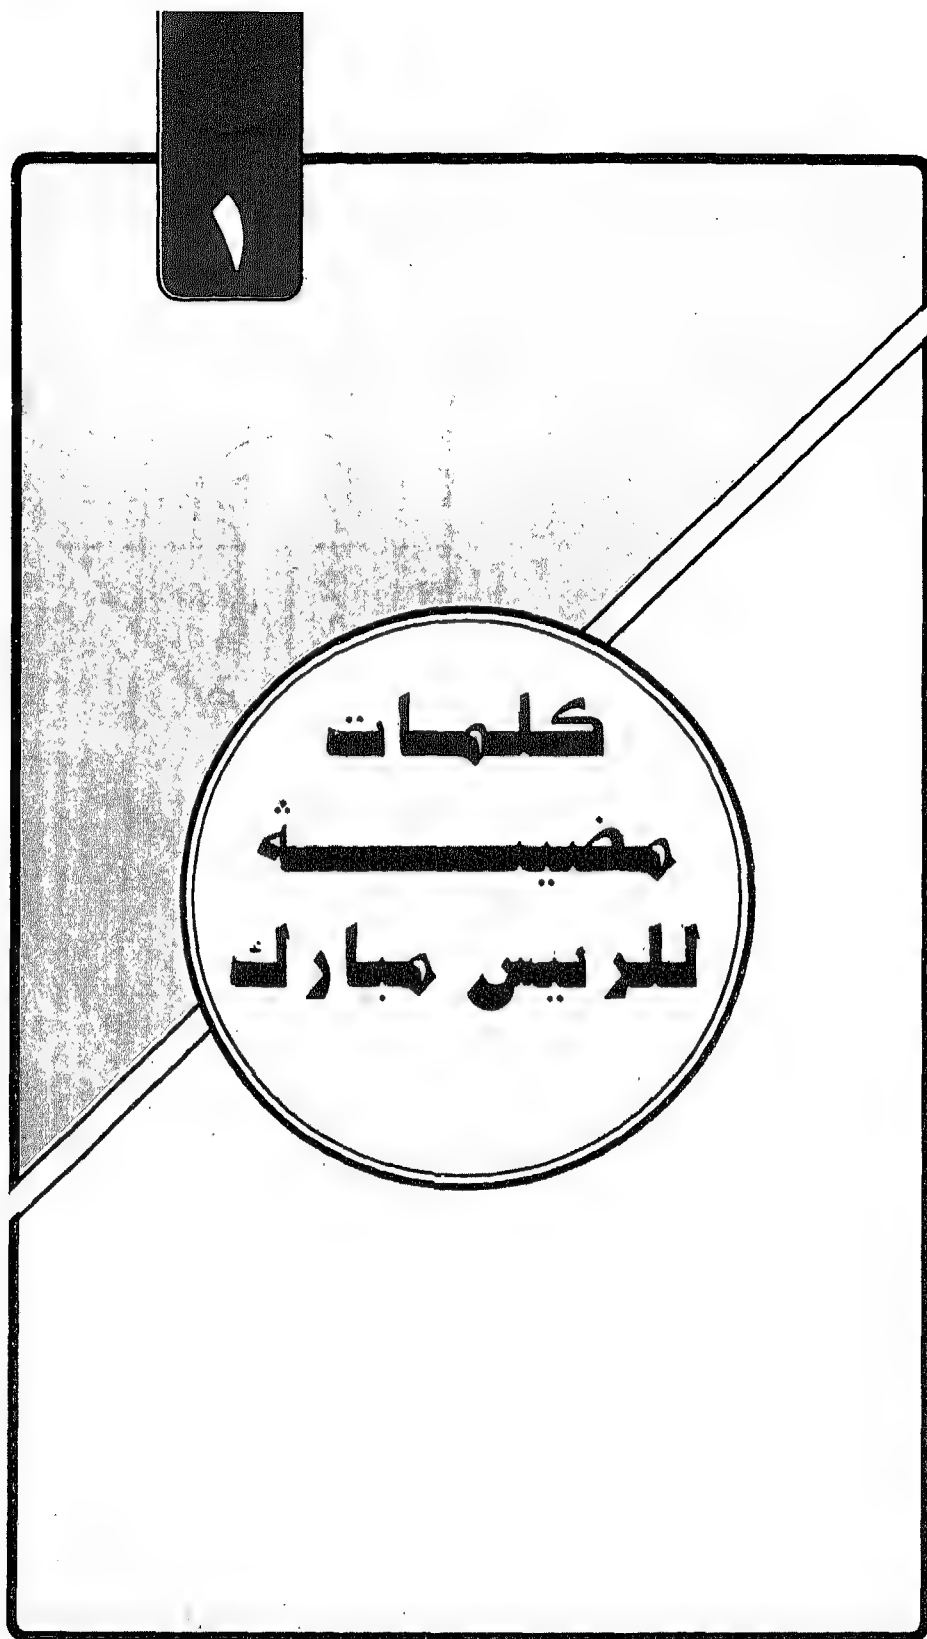 ١
كلمات
مضيئة
للرئيس مبارك